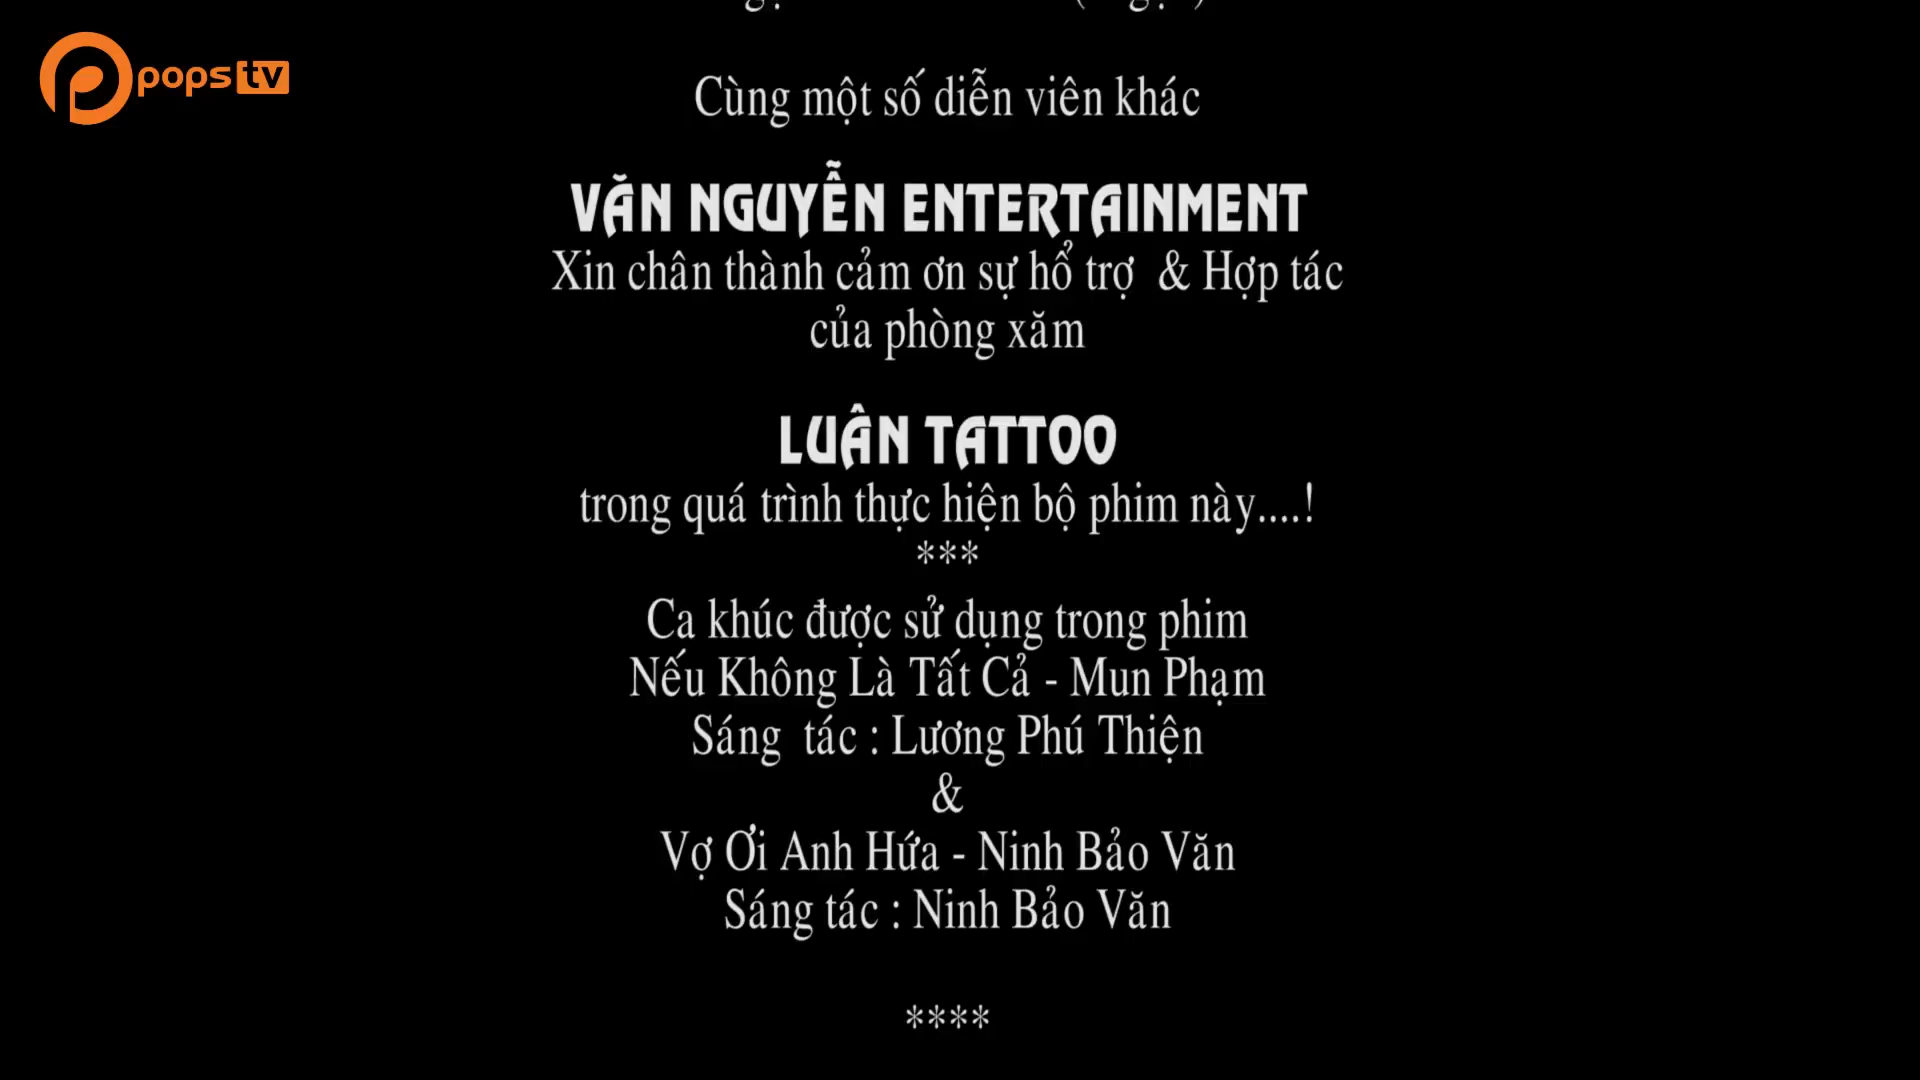 pops tv
Cùng một số diễn viên khác
VĂN NGUYỄN ENTERTAINMENT
Xin chân thành cảm ơn sự hổ trợ & Hợp tác
của phòng xăm
LUÂN TATTOO
trong quá trình thực hiện bộ phim này....!
***
Ca khúc được sử dụng trong phim
Nếu Không Là Tất Cả - Mun Phạm
Sáng tác : Lương Phú Thiện
&
Vợ Ơi Anh Hứa - Ninh Bảo Văn
Sáng tác : Ninh Bảo Văn
****